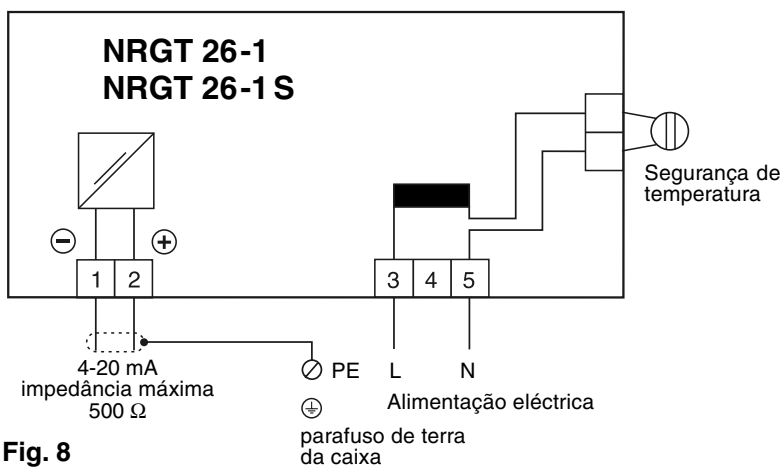 NRGT 26-1
NRGT 26-1 S
Segurança de
temperatura
1 2
3 4 5
4-20 mA
impedância máxima
500 Ω
PE
L
N
Alimentação eléctrica
parafuso de terra
da caixa
Fig. 8